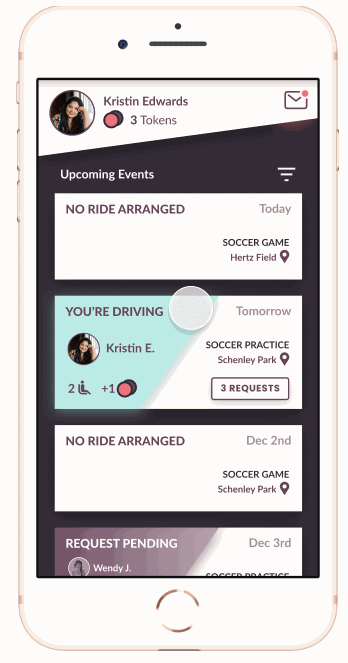 Kristin Edwards
3 Tokens
Upcoming Events
NO RIDE ARRANGED
Today
SOCCER GAME
Hertz Field
YOU'RE DRIVING
Tomorrow
Kristin E.
SOCCER PRACTICE
Schenley Park
2
+1
3 REQUESTS
NO RIDE ARRANGED
Dec 2nd
SOCCER GAME
Schenley Park
REQUEST PENDING
Dec 3rd
Wendy J.
SOCCER PRACTICE